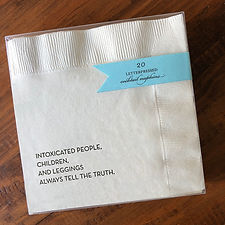 20
LETTERPRESSED
cocktail napkins
INTOXICATED PEOPLE,
CHILDREN,
AND LEGGINGS
ALWAYS TELL THE TRUTH.